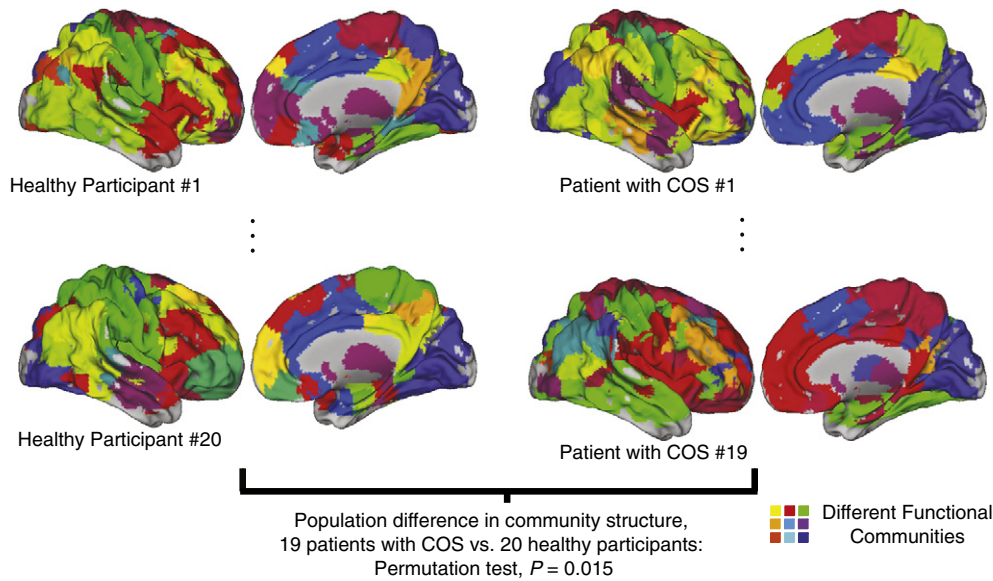 Healthy Participant #1
Patient with COS #1
Healthy Participant #20
Patient with COS #19
Population difference in community structure,
19 patients with COS vs. 20 healthy participants:
Permutation test, P = 0.015
Different Functional
Communities